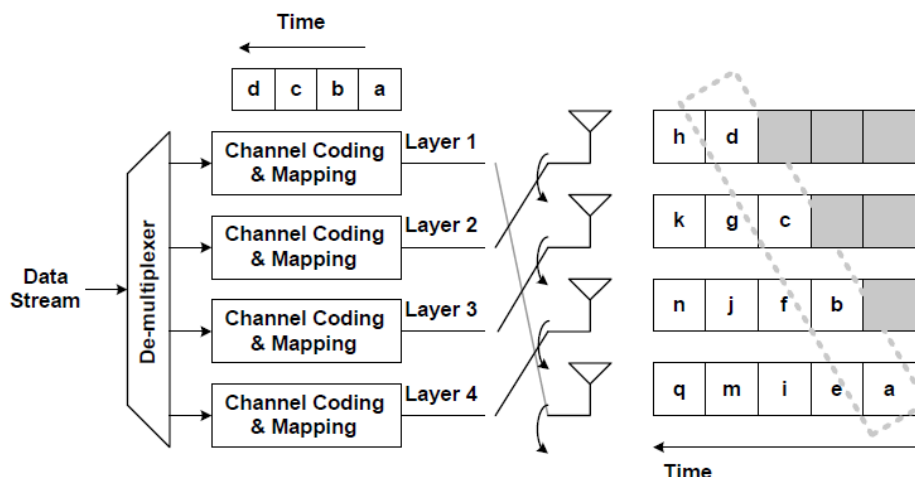 Time
d c b a
Layer 1
Channel Coding
& Mapping
h d
Layer 2
Channel Coding
& Mapping
k g c
De-multiplexer
Data
Stream
Layer 3
Channel Coding
& Mapping
n j f b
Layer 4
Channel Coding
& Mapping
q m i e a
Time